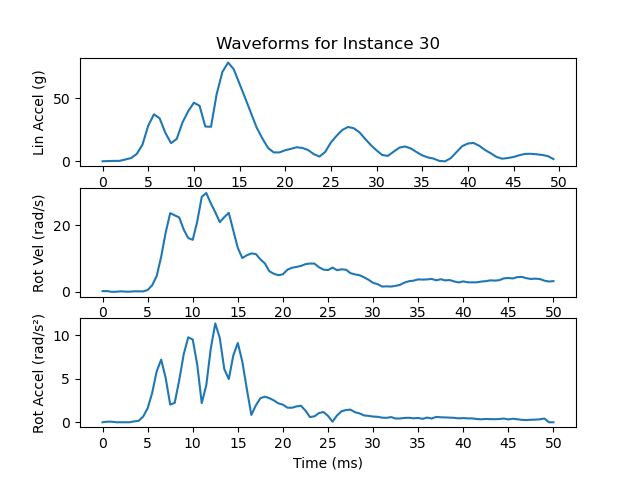 Waveforms for Instance 30
Lin Accel (g)
50
0
0 5 10 15 20 25 30 35 40 45 50
Rot Vel (rad/s)
20
0
0 5 10 15 20 25 30 35 40 45 50
Rot Accel (rad/s²)
10
5
0
0 5 10 15 20 25 30 35 40 45 50
Time (ms)